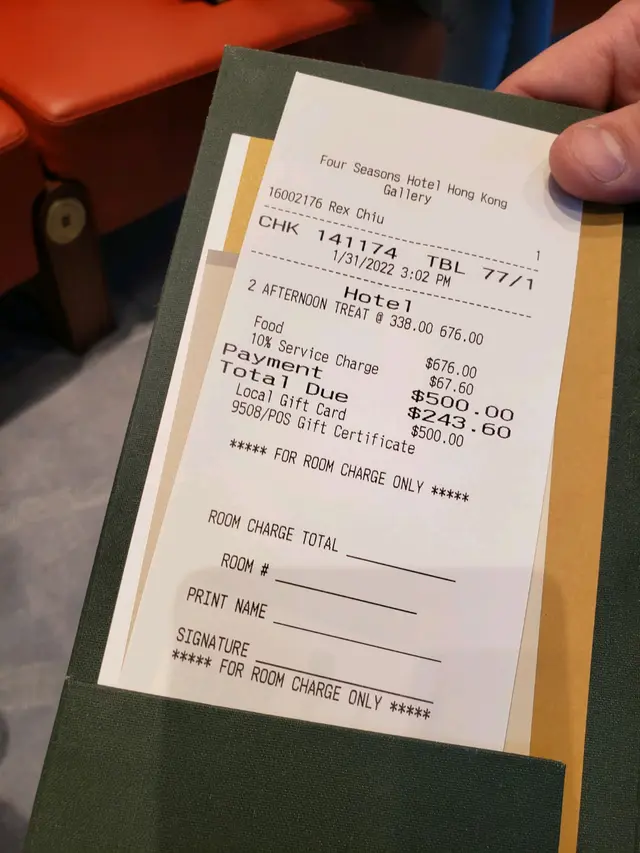 Four Seasons Hotel Hong Kong
Gallery
16002176 Rex Chiu 1
CHK 141174 TBL 77/1
1/31/2022 3:02 PM
Hotel
2 AFTERNOON TREAT @ 338.00 676.00
Food $676.00
10% Service Charge $67.60
Payment $500.00
Total Due $243.60
Local Gift Card $500.00
9508/POS Gift Certificate
***** FOR ROOM CHARGE ONLY *****
ROOM CHARGE TOTAL
ROOM #
PRINT NAME
SIGNATURE
***** FOR ROOM CHARGE ONLY *****